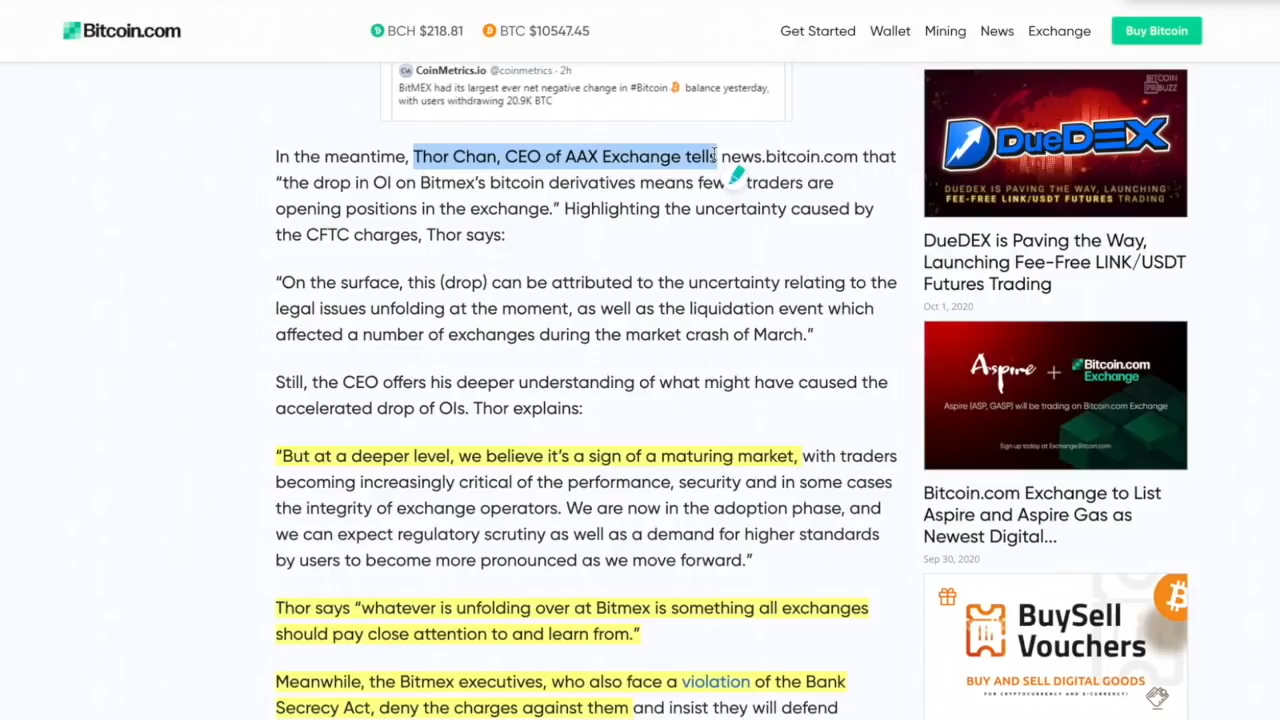 Bitcoin.com
BCH $218.81 BTC $10547.45
Get Started Wallet Mining News Exchange Buy Bitcoin
CoinMetrics.io @coinmetrics · 2h
BitMEX had its largest ever net negative change in #Bitcoin balance yesterday,
with users withdrawing 20.9K BTC
In the meantime, Thor Chan, CEO of AAX Exchange tells news.bitcoin.com that
“the drop in OI on Bitmex’s bitcoin derivatives means few traders are
opening positions in the exchange.” Highlighting the uncertainty caused by
the CFTC charges, Thor says:
“On the surface, this (drop) can be attributed to the uncertainty relating to the
legal issues unfolding at the moment, as well as the liquidation event which
affected a number of exchanges during the market crash of March.”
Still, the CEO offers his deeper understanding of what might have caused the
accelerated drop of OIs. Thor explains:
“But at a deeper level, we believe it’s a sign of a maturing market, with traders
becoming increasingly critical of the performance, security and in some cases
the integrity of exchange operators. We are now in the adoption phase, and
we can expect regulatory scrutiny as well as a demand for higher standards
by users to become more pronounced as we move forward.”
Thor says “whatever is unfolding over at Bitmex is something all exchanges
should pay close attention to and learn from.”
Meanwhile, the Bitmex executives, who also face a violation of the Bank
Secrecy Act, deny the charges against them and insist they will defend
BITCOIN
PR BUZZ
DueDEX
DUEDEX IS PAVING THE WAY, LAUNCHING
FEE-FREE LINK/USDT FUTURES TRADING
DueDEX is Paving the Way,
Launching Fee-Free LINK/USDT
Futures Trading
Oct 1, 2020
Aspire + Bitcoin.com
Exchange
Aspire (ASP, GASP) will be trading on Bitcoin.com Exchange
Sign up today at Exchange.Bitcoin.com
Bitcoin.com Exchange to List
Aspire and Aspire Gas as
Newest Digital...
Sep 30, 2020
BuySell
Vouchers
BUY AND SELL DIGITAL GOODS
FOR CRYPTOCURRENCY AND E-CURRENCY!